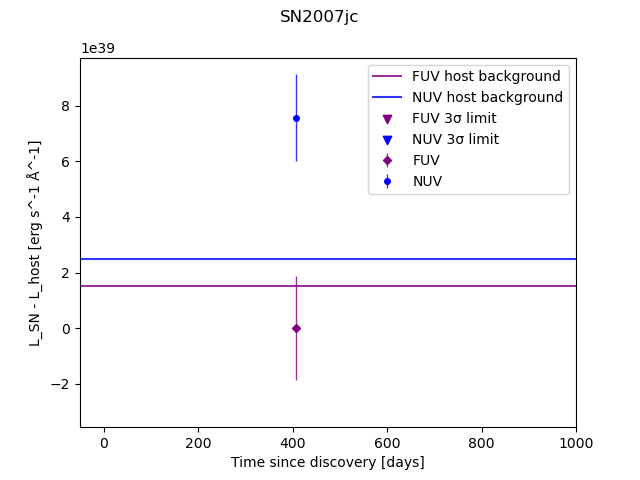 SN2007jc
1e39
FUV host background
NUV host background
FUV 3σ limit
NUV 3σ limit
FUV
NUV
8
6
4
2
0
−2
L_SN - L_host [erg s^-1 Å^-1]
0 200 400 600 800 1000
Time since discovery [days]